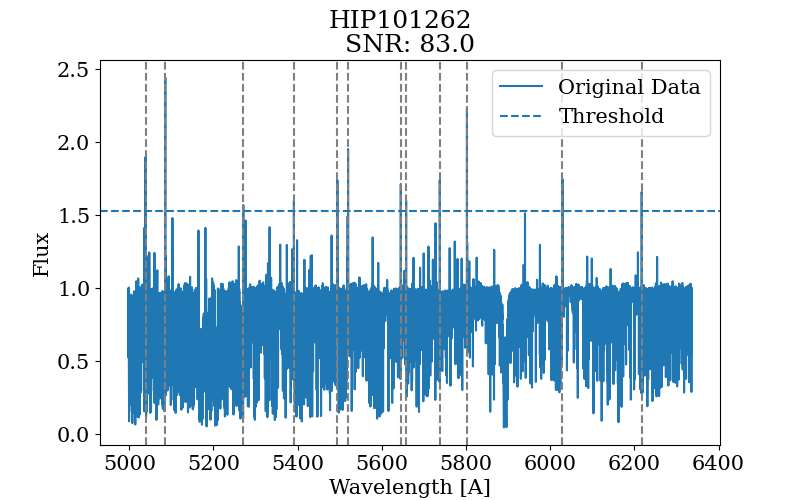 HIP101262
SNR: 83.0
Original Data
Threshold
2.5
2.0
1.5
1.0
0.5
0.0
Flux
5000 5200 5400 5600 5800 6000 6200 6400
Wavelength [A]